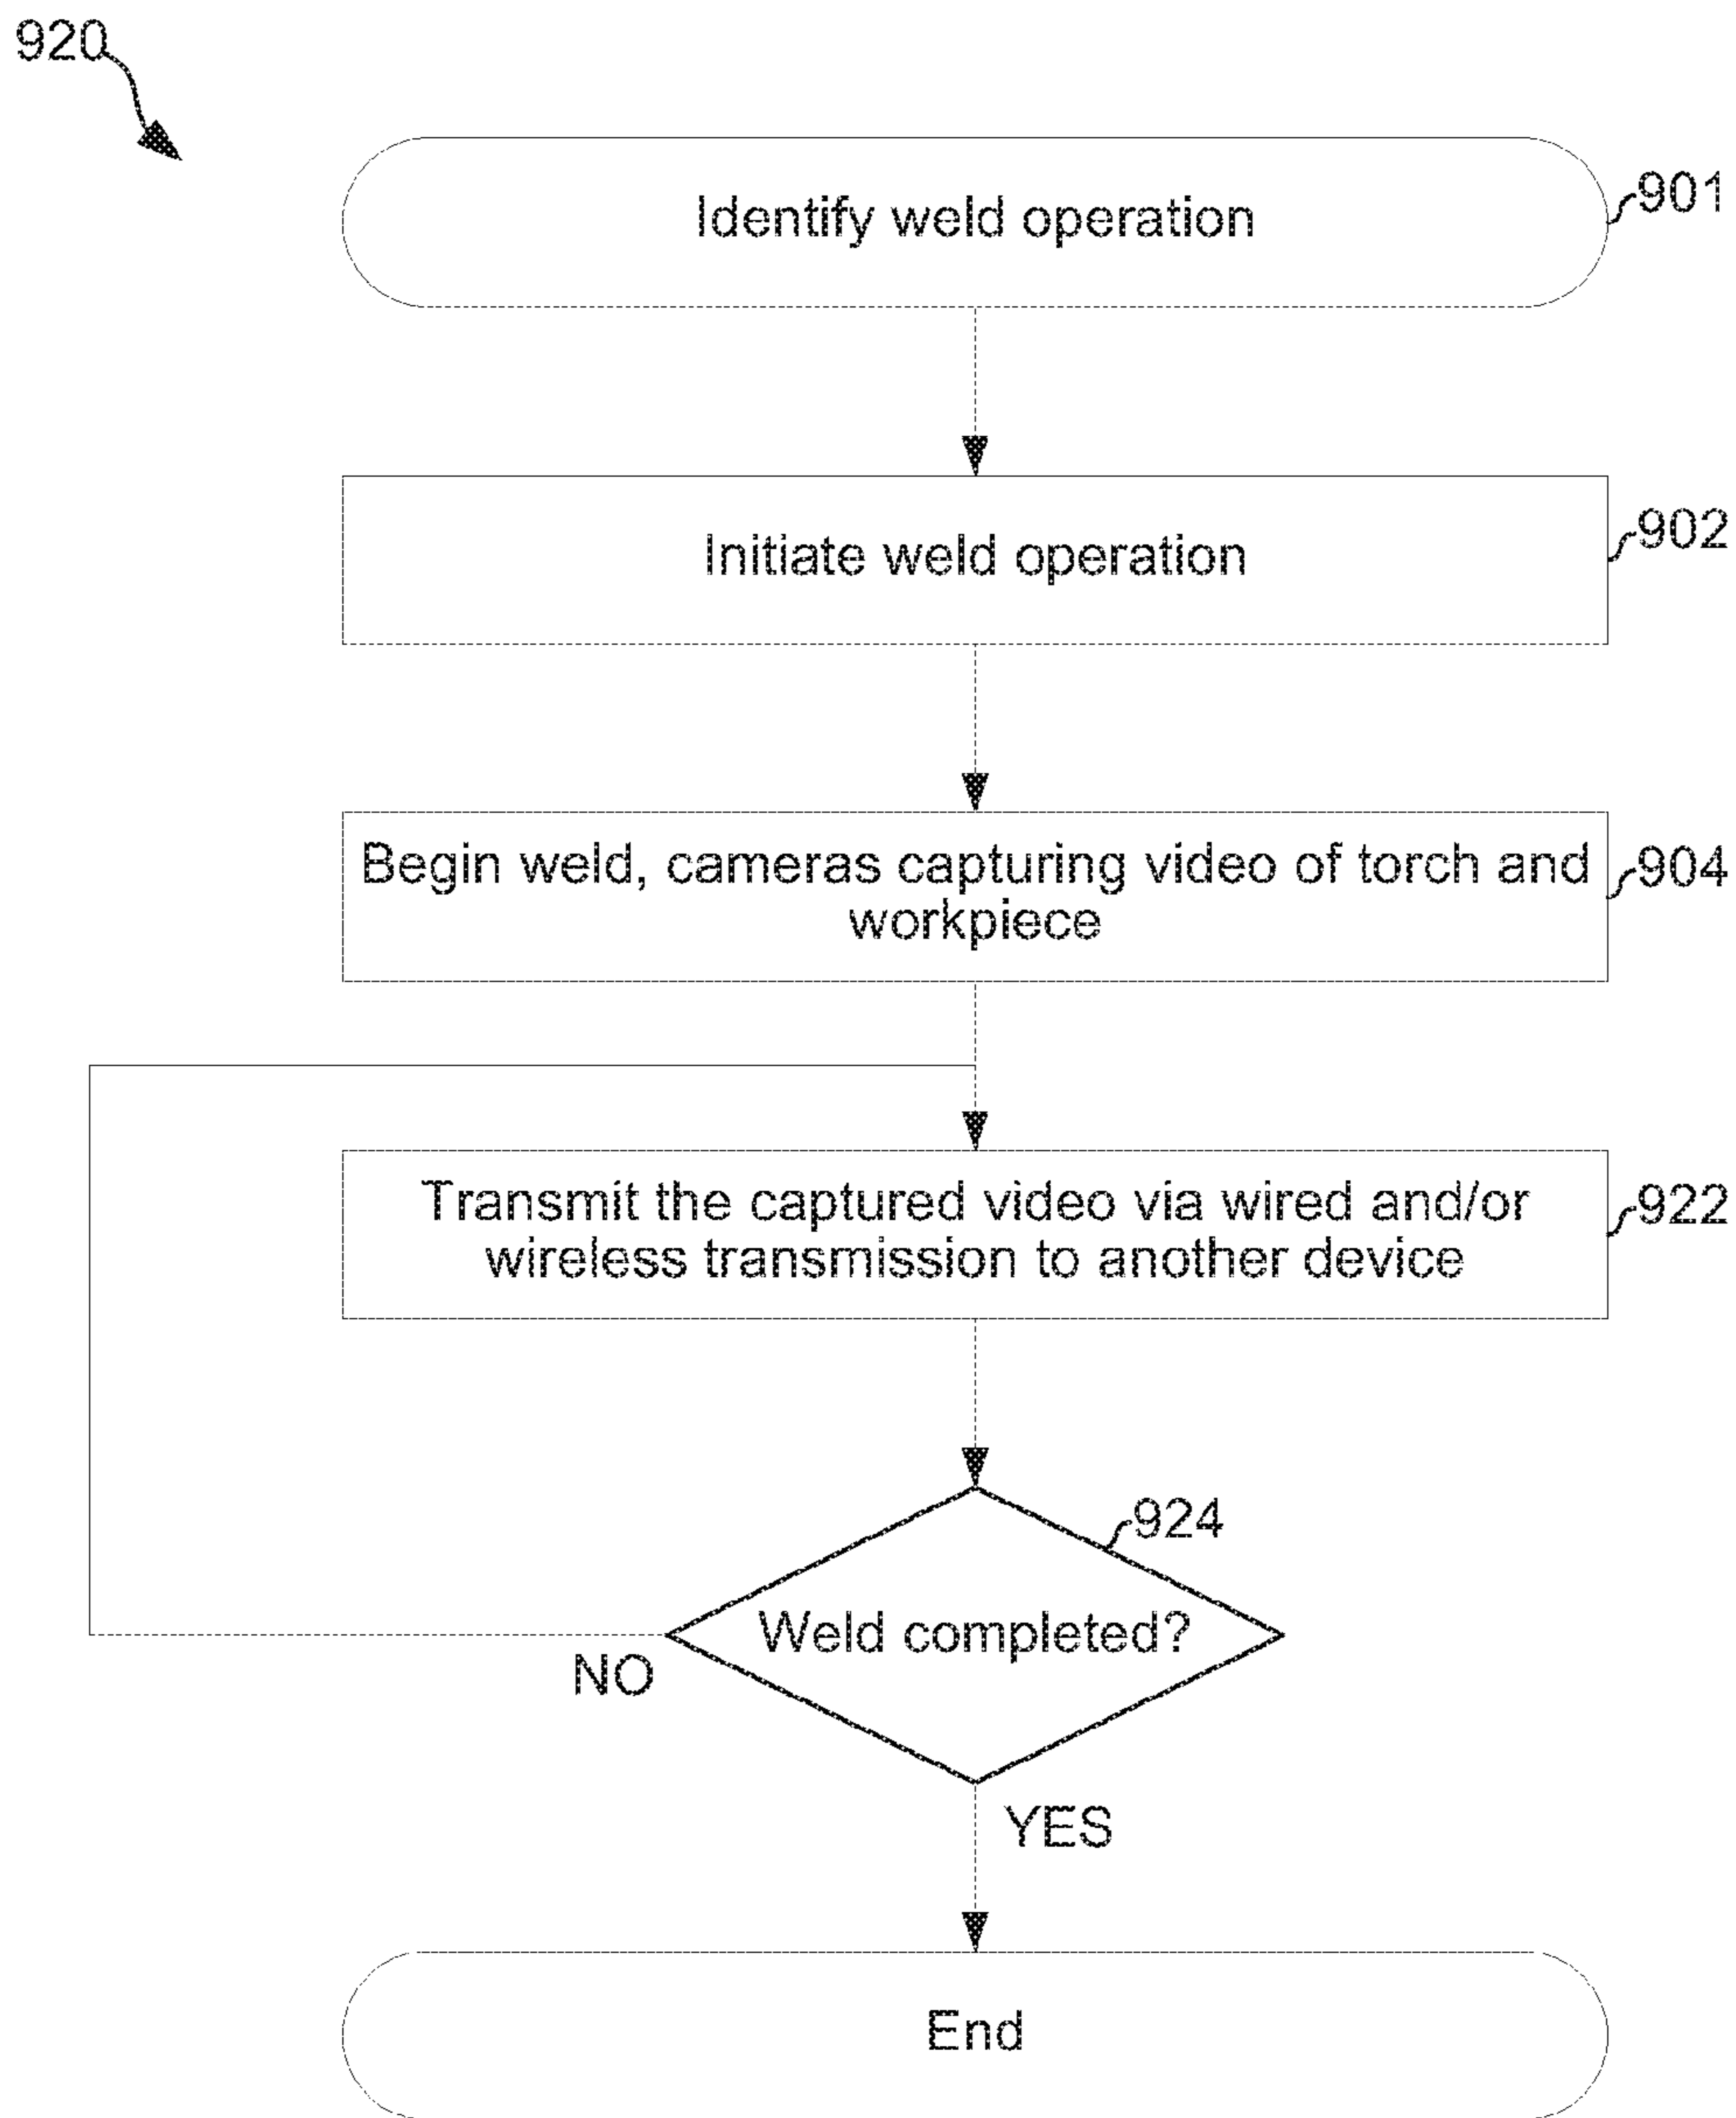 920
Identify weld operation
901
Initiate weld operation
902
Begin weld, cameras capturing video of torch and
workpiece
904
Transmit the captured video via wired and/or
wireless transmission to another device
922
924
Weld completed?
NO
YES
End